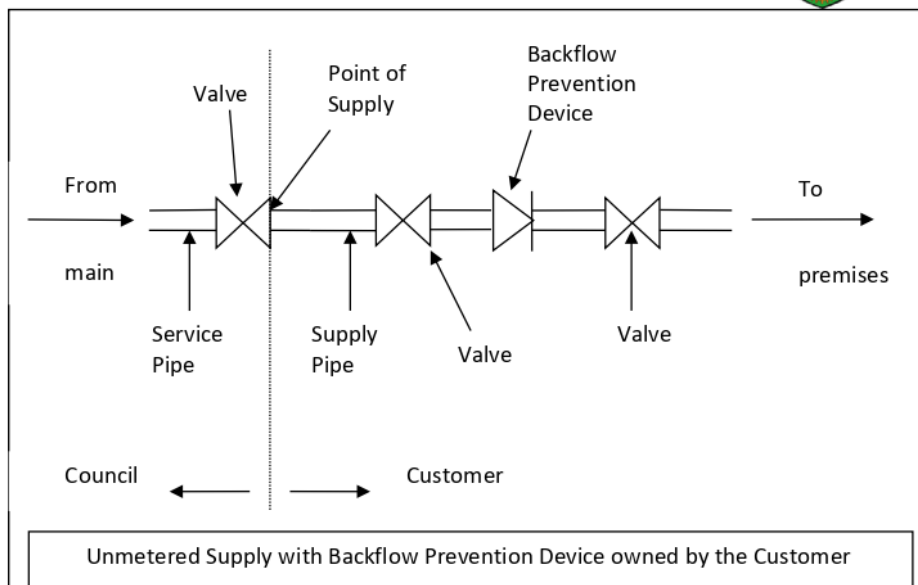 Backflow
Prevention
Device
Point of
Supply
Valve
From
main
To
premises
Service
Pipe
Supply
Pipe
Valve
Valve
Council
Customer
Unmetered Supply with Backflow Prevention Device owned by the Customer